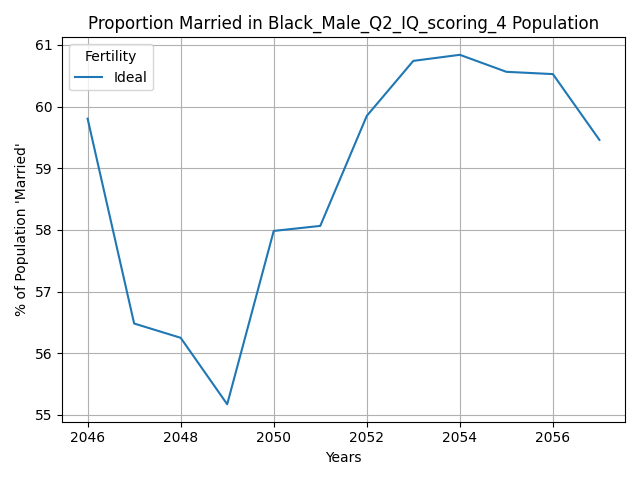 Proportion Married in Black_Male_Q2_IQ_scoring_4 Population
Fertility
Ideal
61
60
59
58
57
56
55
% of Population 'Married'
2046
2048
2050
2052
2054
2056
Years